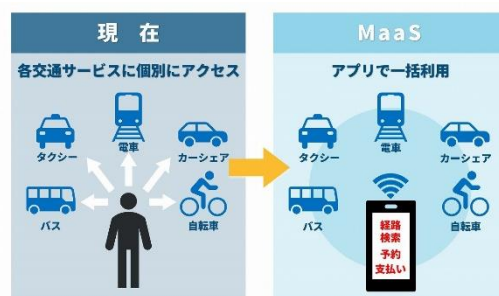 現在
各交通サービスに個別にアクセス
電車
タクシー
カーシェア
バス
自転車
MaaS
アプリで一括利用
電車
タクシー
カーシェア
バス
自転車
経路
検索
予約
支払い